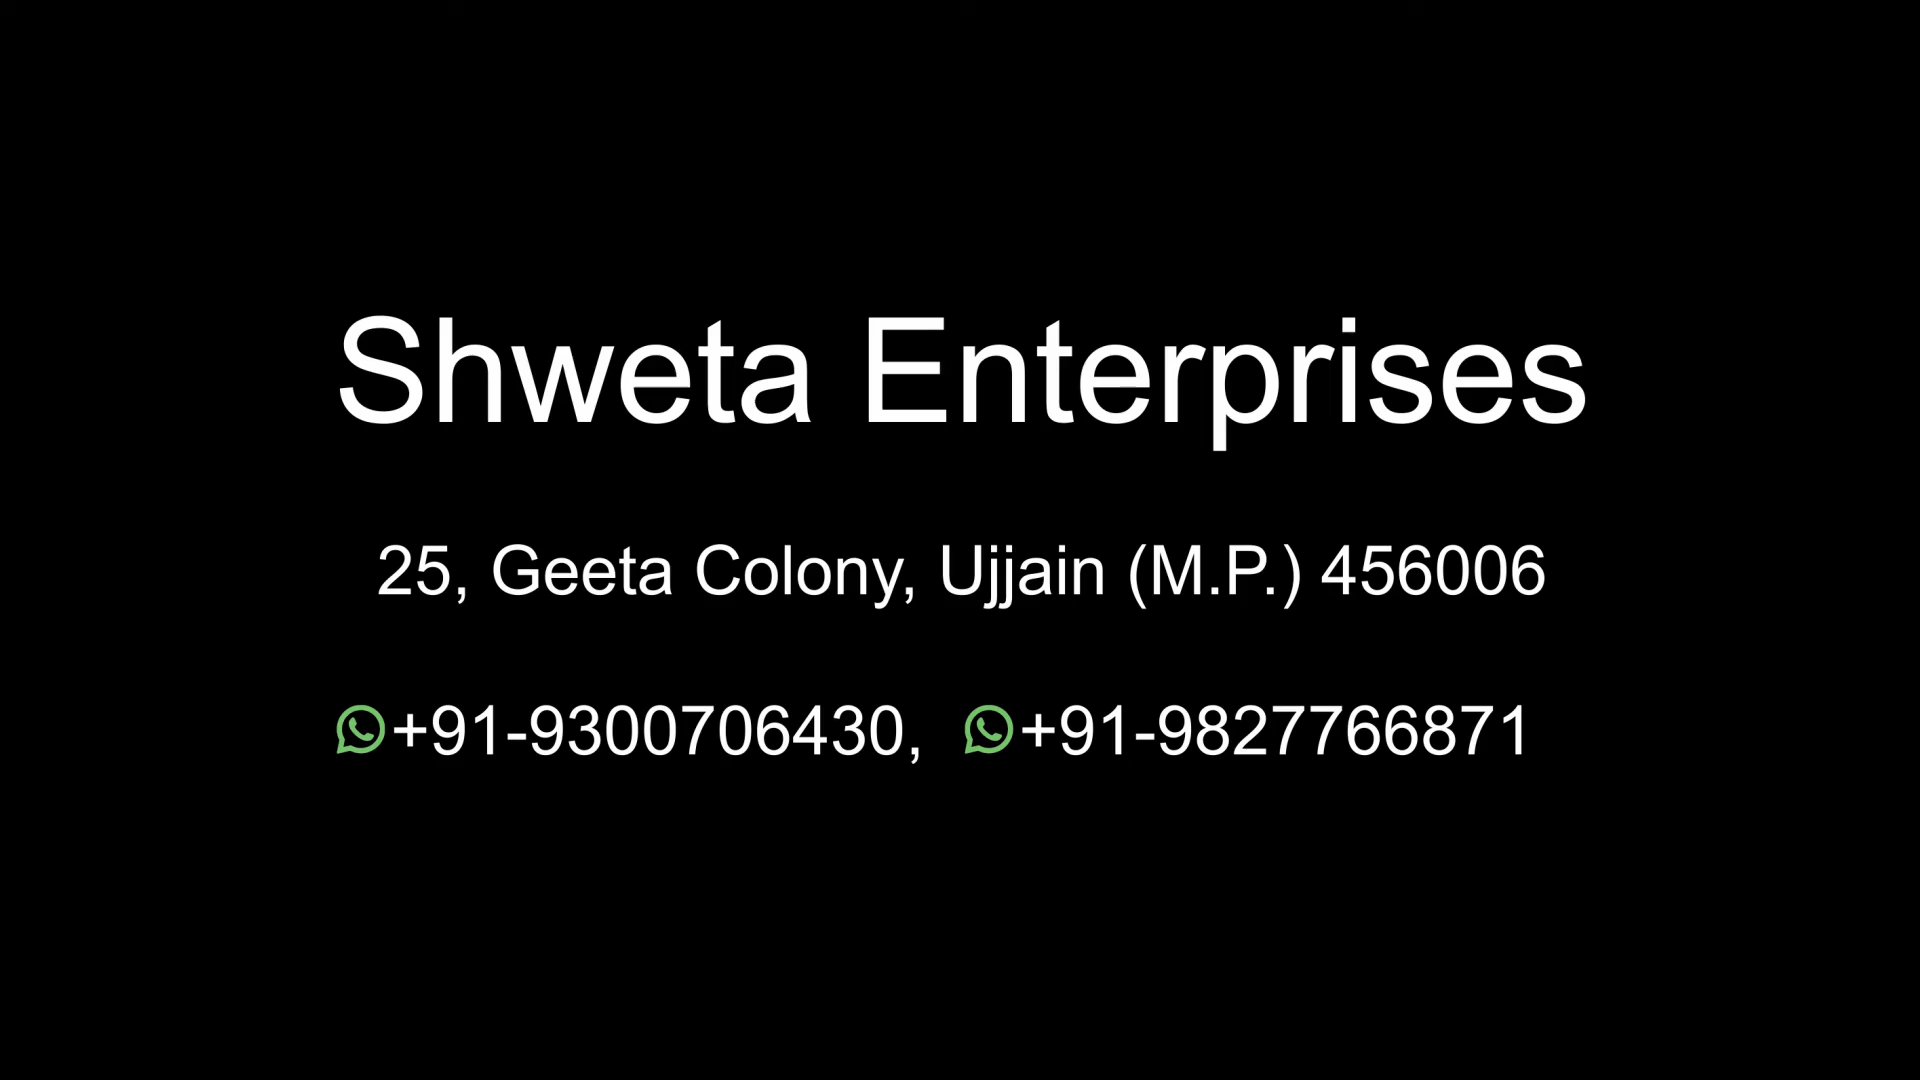 Shweta Enterprises
25, Geeta Colony, Ujjain (M.P.) 456006
+91-9300706430, +91-9827766871